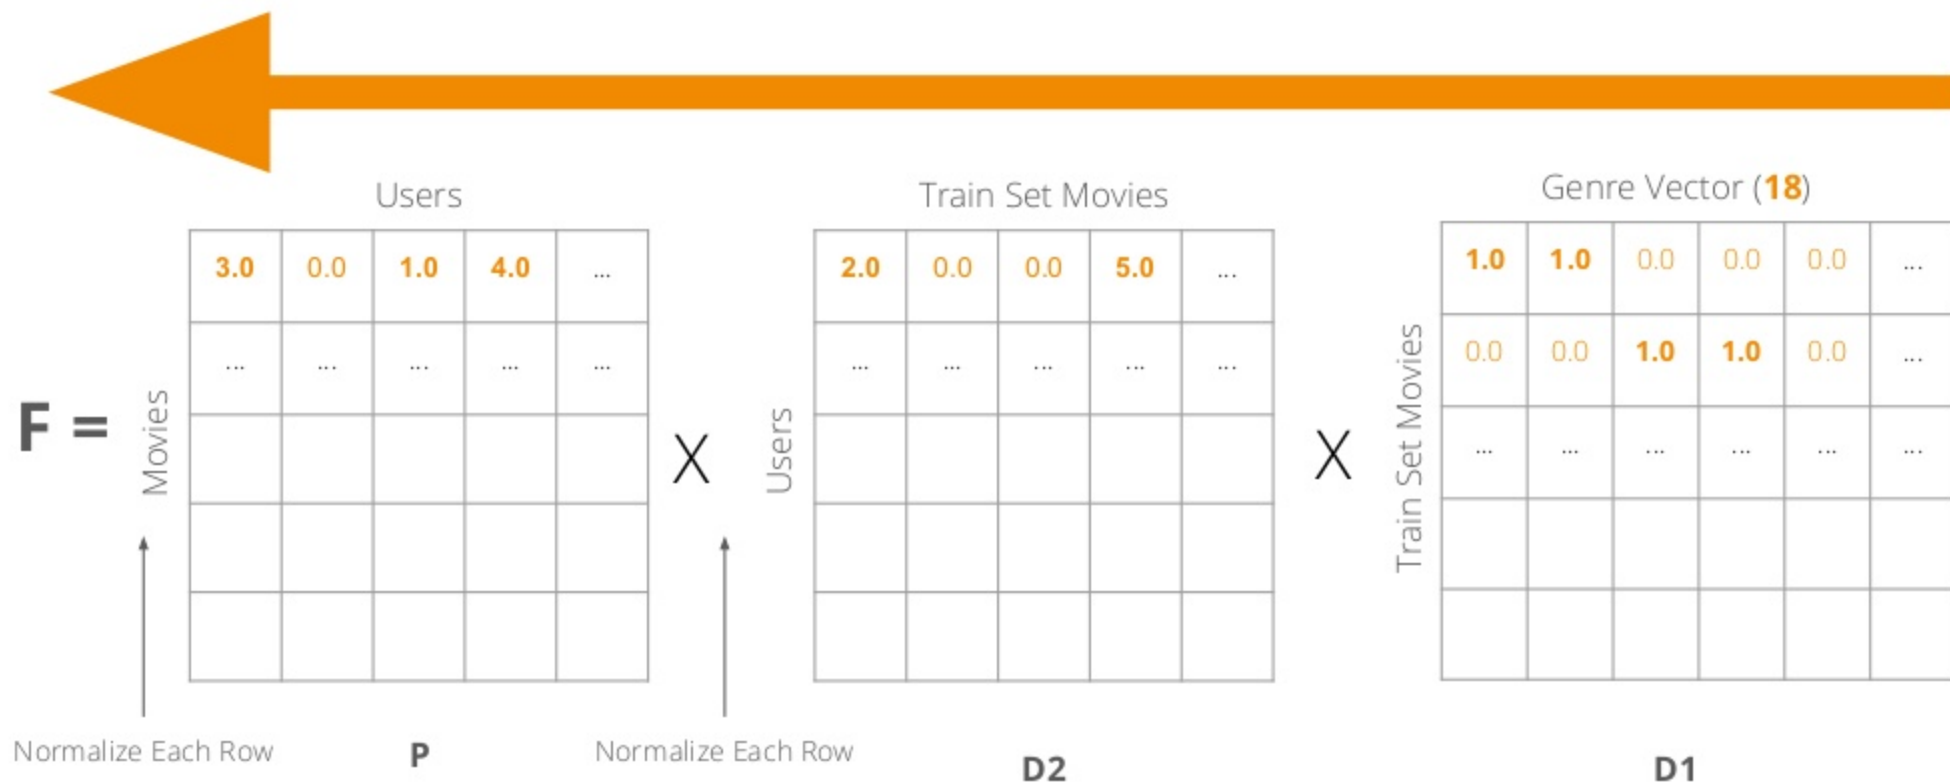 Users
Train Set Movies
Genre Vector (18)
3.0 0.0 1.0 4.0 ...
2.0 0.0 0.0 5.0 ...
1.0 1.0 0.0 0.0 0.0 ...
... ... ... ... ...
... ... ... ... ...
0.0 0.0 1.0 1.0 0.0 ...
... ... ... ... ... ...
F =
Movies
X
Users
X
Train Set Movies
Normalize Each Row
P
Normalize Each Row
D2
D1